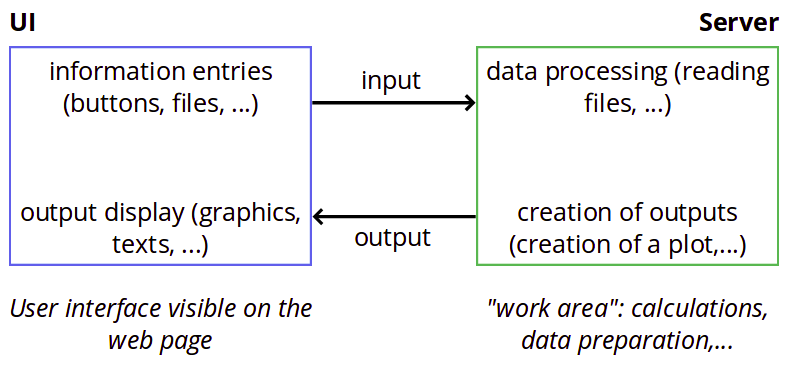 UI
Server
information entries
(buttons, files, ...)
input
data processing (reading
files, ...)
output display (graphics,
texts, ...)
output
creation of outputs
(creation of a plot,...)
User interface visible on the
web page
"work area": calculations,
data preparation,...